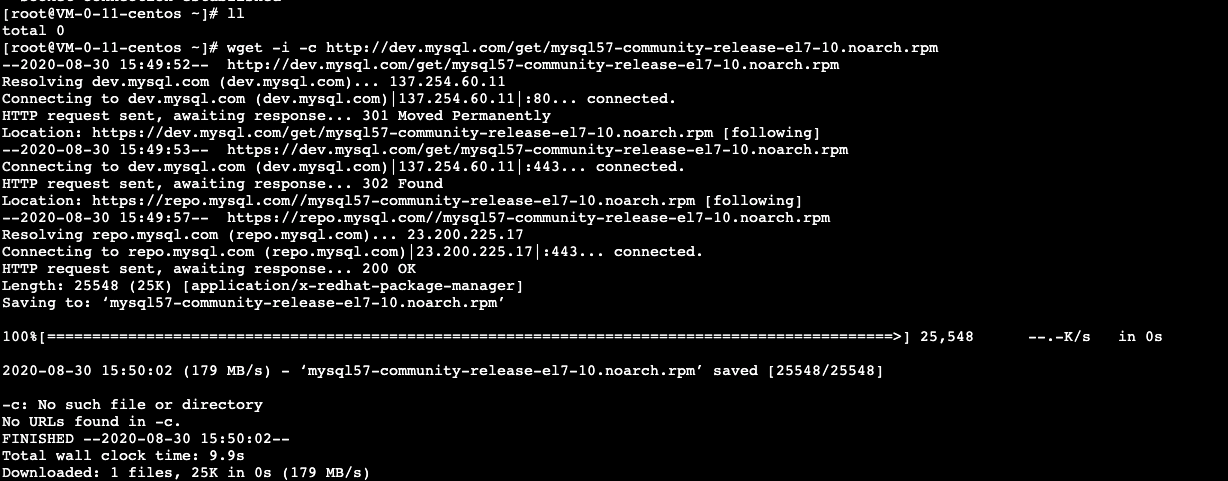 [root@VM-0-11-centos ~]# ll
total 0
[root@VM-0-11-centos ~]# wget -i -c http://dev.mysql.com/get/mysql57-community-release-el7-10.noarch.rpm
--2020-08-30 15:49:52--  http://dev.mysql.com/get/mysql57-community-release-el7-10.noarch.rpm
Resolving dev.mysql.com (dev.mysql.com)... 137.254.60.11
Connecting to dev.mysql.com (dev.mysql.com)|137.254.60.11|:80... connected.
HTTP request sent, awaiting response... 301 Moved Permanently
Location: https://dev.mysql.com/get/mysql57-community-release-el7-10.noarch.rpm [following]
--2020-08-30 15:49:53--  https://dev.mysql.com/get/mysql57-community-release-el7-10.noarch.rpm
Connecting to dev.mysql.com (dev.mysql.com)|137.254.60.11|:443... connected.
HTTP request sent, awaiting response... 302 Found
Location: https://repo.mysql.com//mysql57-community-release-el7-10.noarch.rpm [following]
--2020-08-30 15:49:57--  https://repo.mysql.com//mysql57-community-release-el7-10.noarch.rpm
Resolving repo.mysql.com (repo.mysql.com)... 23.200.225.17
Connecting to repo.mysql.com (repo.mysql.com)|23.200.225.17|:443... connected.
HTTP request sent, awaiting response... 200 OK
Length: 25548 (25K) [application/x-redhat-package-manager]
Saving to: ‘mysql57-community-release-el7-10.noarch.rpm’
100%[==============================================================================================>] 25,548      --.-K/s   in 0s
2020-08-30 15:50:02 (179 MB/s) - ‘mysql57-community-release-el7-10.noarch.rpm’ saved [25548/25548]
-c: No such file or directory
No URLs found in -c.
FINISHED --2020-08-30 15:50:02--
Total wall clock time: 9.9s
Downloaded: 1 files, 25K in 0s (179 MB/s)